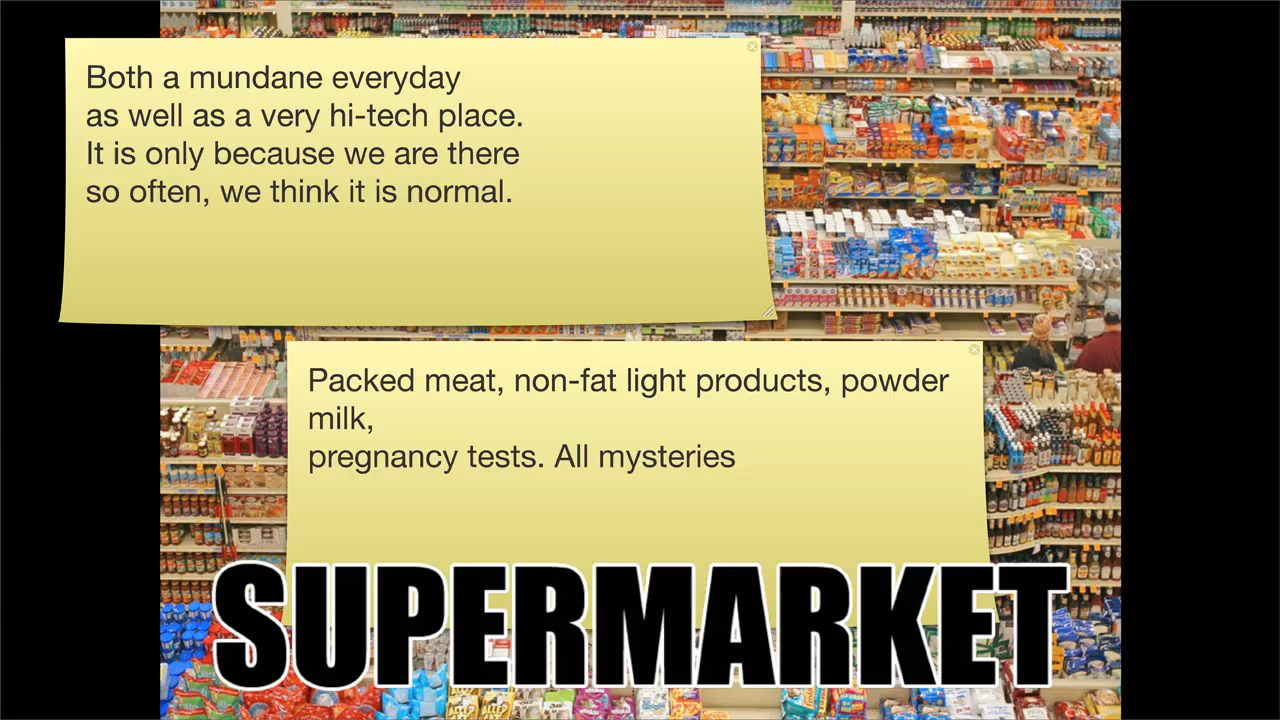 Both a mundane everyday
as well as a very hi-tech place.
It is only because we are there
so often, we think it is normal.
Packed meat, non-fat light products, powder
milk,
pregnancy tests. All mysteries
SUPERMARKET